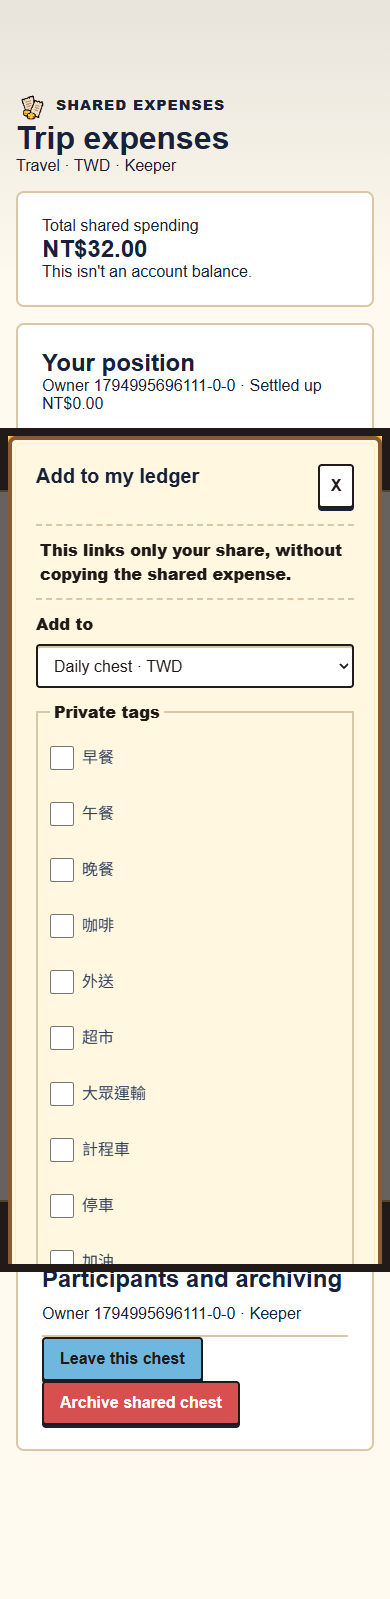 SHARED EXPENSES
Trip expenses
Travel · TWD · Keeper
Total shared spending
NT$32.00
This isn't an account balance.
Your position
Owner 1794995696111-0-0 · Settled up
NT$0.00
Add to my ledger
X
This links only your share, without
copying the shared expense.
Add to
Daily chest · TWD
Private tags
早餐
午餐
晚餐
咖啡
外送
超市
大眾運輸
計程車
停車
加油
Participants and archiving
Owner 1794995696111-0-0 · Keeper
Leave this chest
Archive shared chest